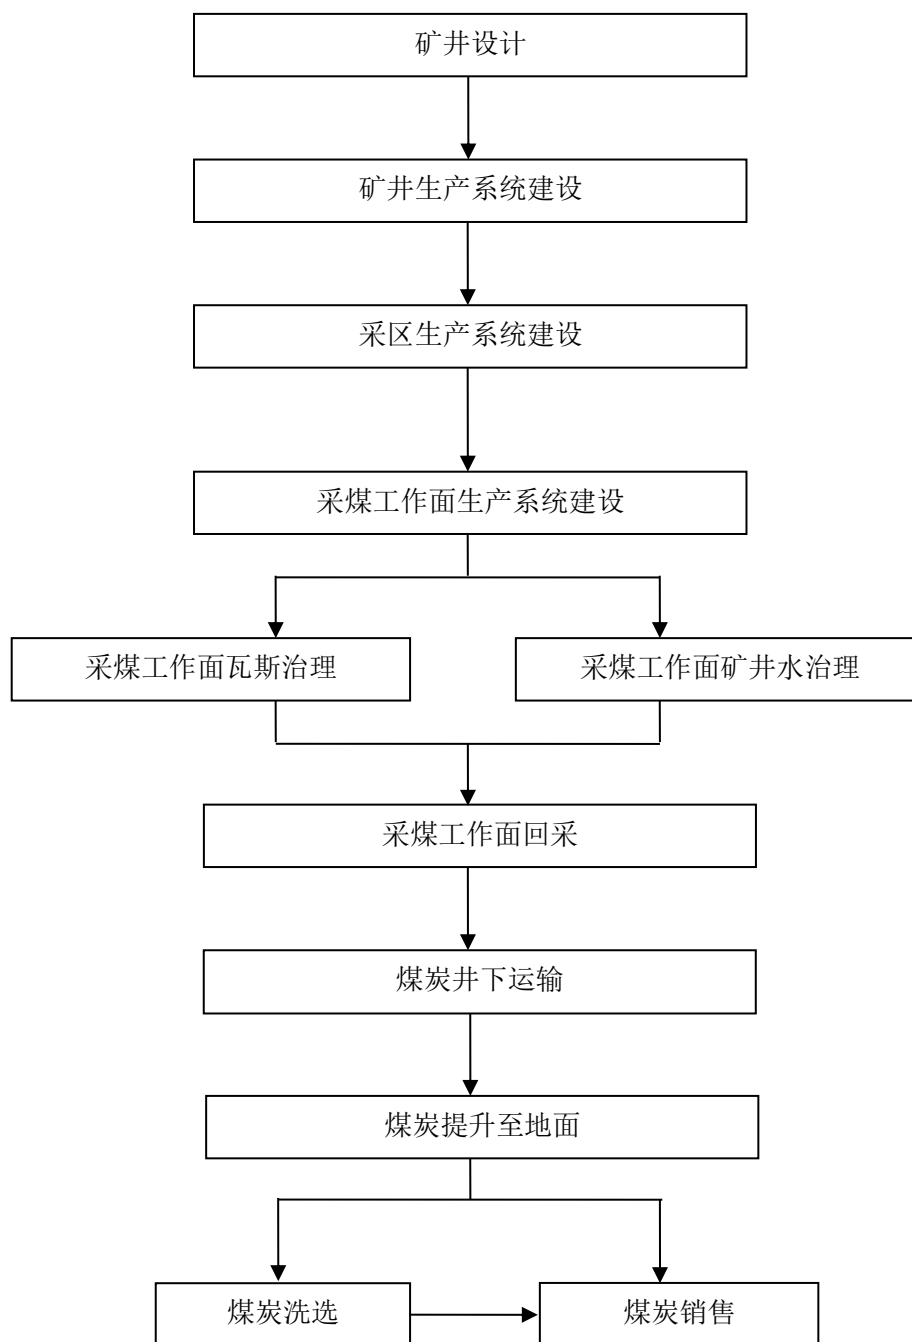 矿井设计
矿井生产系统建设
采区生产系统建设
采煤工作面生产系统建设
采煤工作面瓦斯治理
采煤工作面矿井水治理
采煤工作面回采
煤炭井下运输
煤炭提升至地面
煤炭洗选
煤炭销售